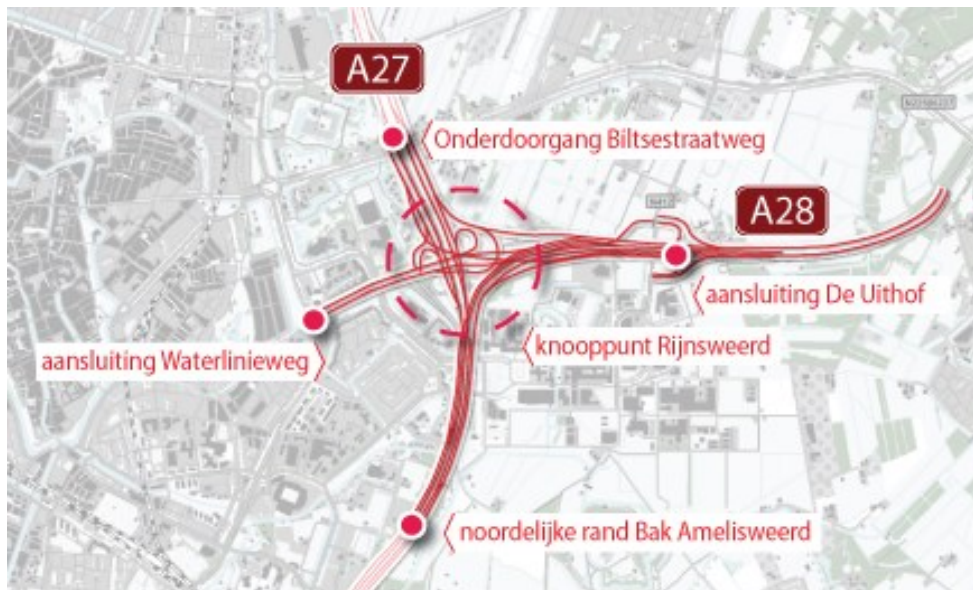 A27
Onderdoorgang Biltsestraatweg
A28
aansluiting De Uithof
aansluiting Waterlinieweg
knooppunt Rijnsweerd
noordelijke rand Bak Amelisweerd